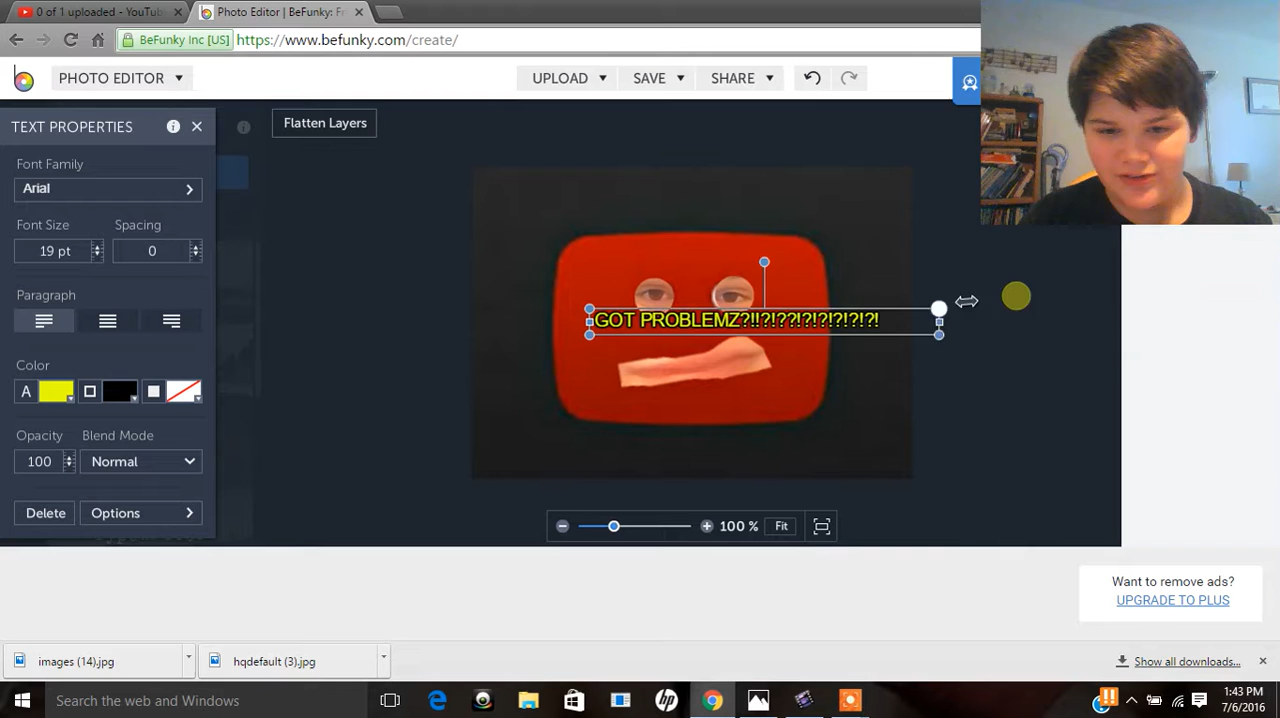 0 of 1 uploaded - YouTub
Photo Editor | BeFunky: F
BeFunky Inc [US]
https://www.befunky.com/create/
PHOTO EDITOR
UPLOAD
SAVE
SHARE
TEXT PROPERTIES
Flatten Layers
Font Family
Arial
Font Size
Spacing
19 pt
0
Paragraph
Color
A
Opacity
Blend Mode
100
Normal
Delete
Options
GOT PROBLEMZ?!!?!??!?!?!?!?!?!
100 %
Fit
Want to remove ads?
UPGRADE TO PLUS
images (14).jpg
hqdefault (3).jpg
Show all downloads...
Search the web and Windows
hp
1:43 PM
7/6/2016